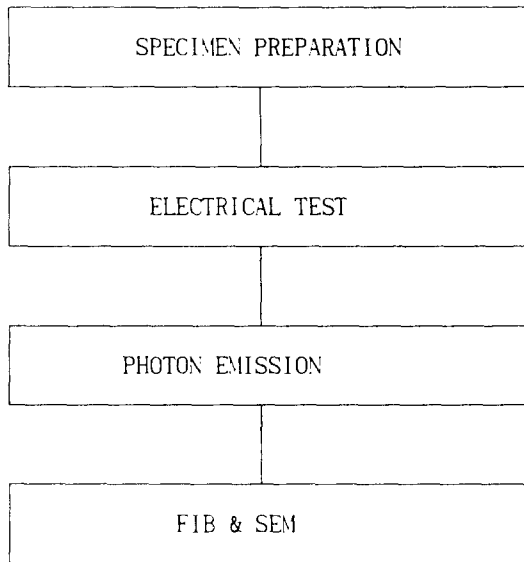 SPECIMEN PREPARATION
ELECTRICAL TEST
PHOTON EMISSION
FIB & SEM